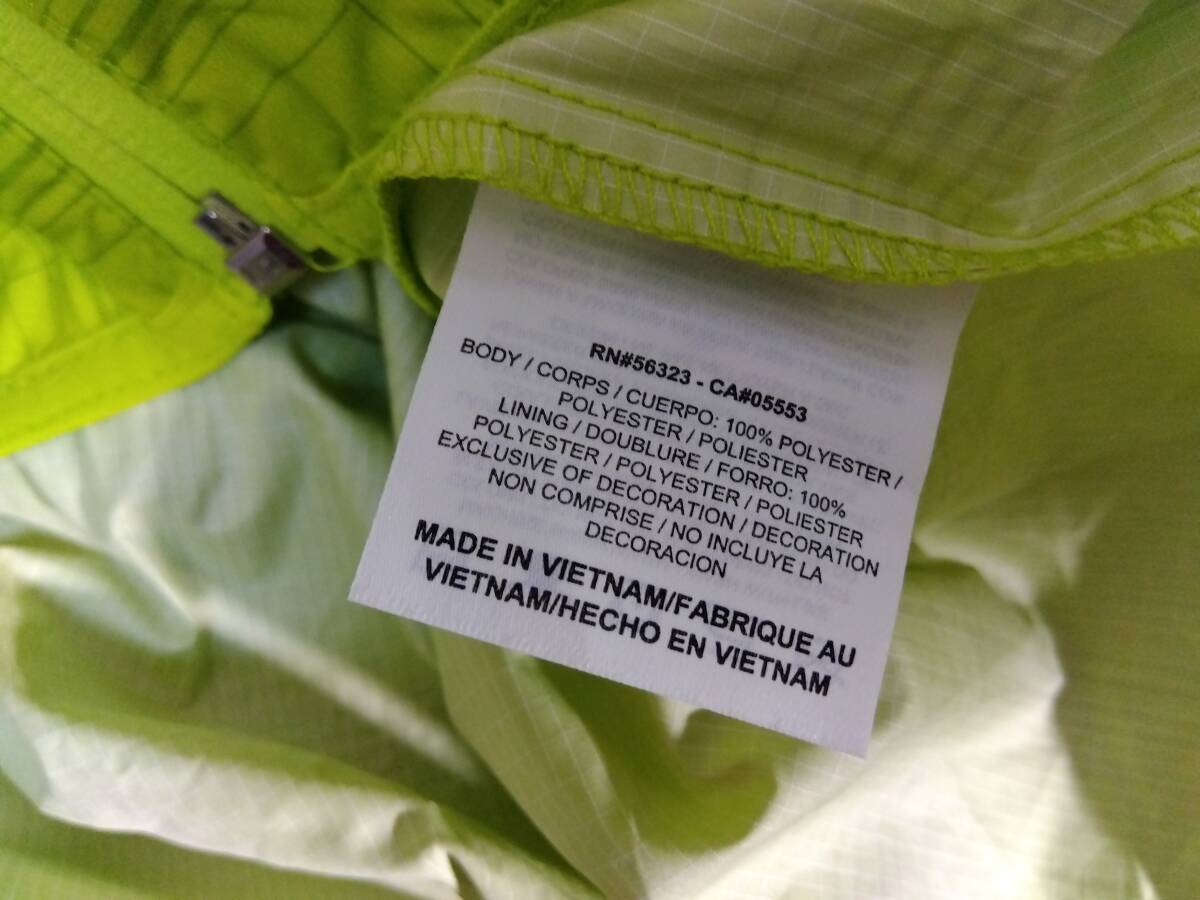 RN#56323 - CA#05553
BODY / CORPS / CUERPO: 100% POLYESTER /
POLYESTER / POLIESTER
LINING / DOUBLURE / FORRO: 100%
POLYESTER / POLYESTER / POLIESTER
EXCLUSIVE OF DECORATION / DECORATION
NON COMPRISE / NO INCLUYE LA
DECORACION
MADE IN VIETNAM/FABRIQUE AU
VIETNAM/HECHO EN VIETNAM